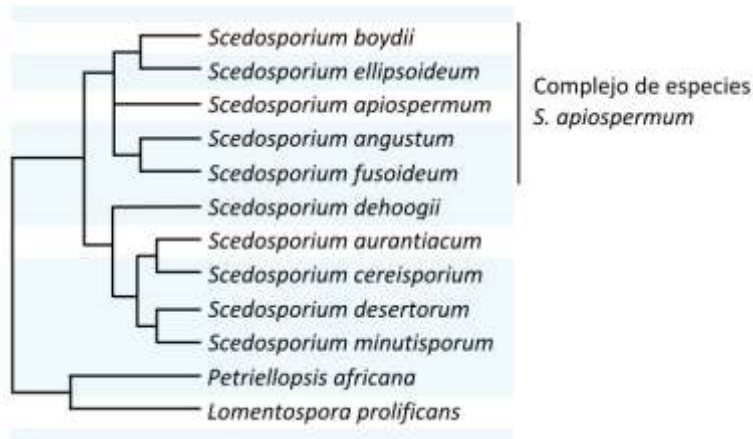 Scedosporium boydii
Scedosporium ellipsoideum
Scedosporium apiospermum
Scedosporium angustum
Scedosporium fusoideum
Scedosporium dehoogii
Scedosporium aurantiacum
Scedosporium cereisporium
Scedosporium desertorum
Scedosporium minutisporum
Petriellopsis africana
Lomentospora prolificans
Complejo de especies
S. apiospermum